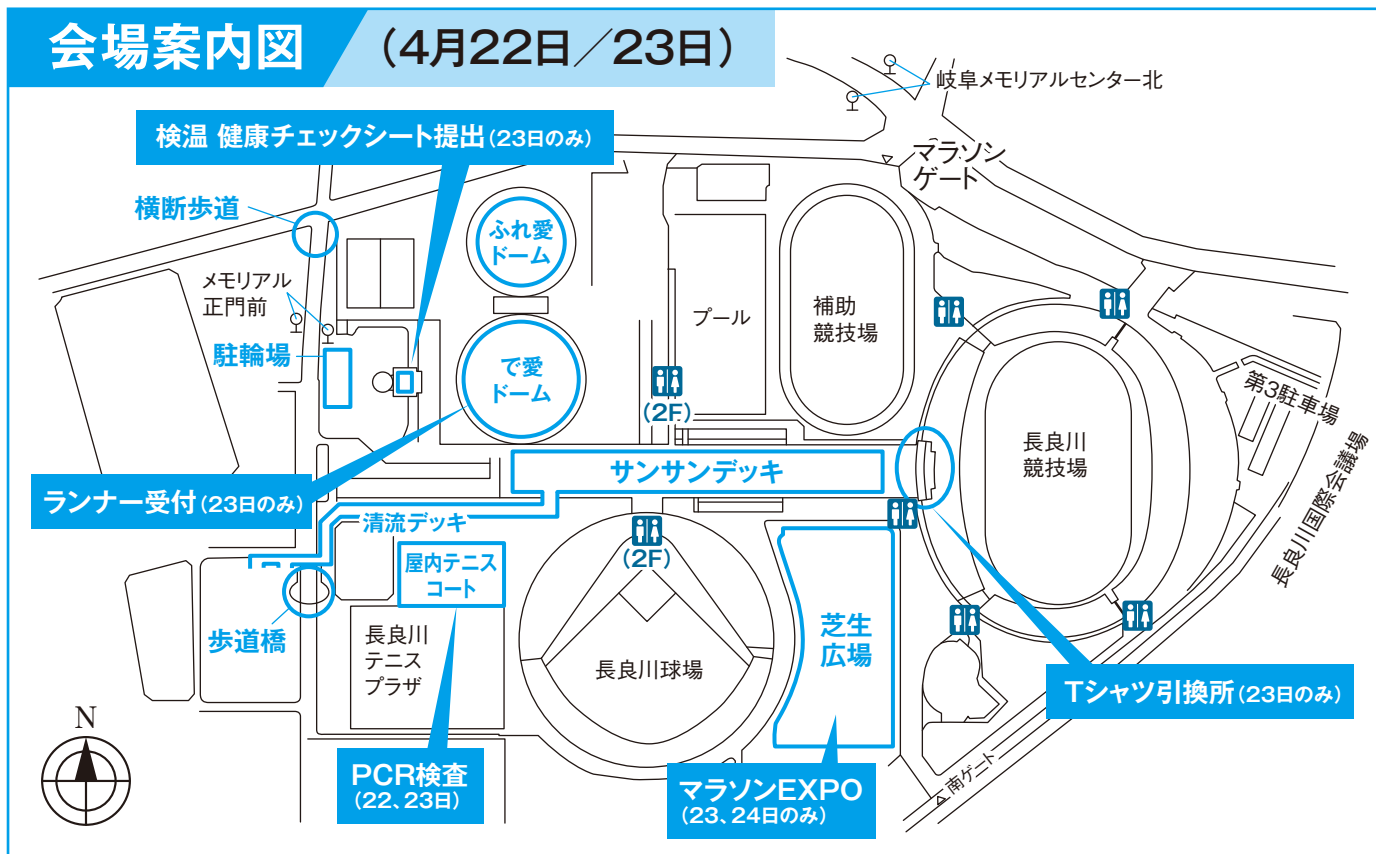 会場案内図
(4月22日／23日)
岐阜メモリアルセンター北
検温 健康チェックシート提出(23日のみ)
マラソン
ゲート
横断歩道
ふれ愛
ドーム
メモリアル
正門前
プール
補助
競技場
駐輪場
で愛
ドーム
(2F)
第3駐車場
長良川
競技場
長良川国際会議場
サンサンデッキ
ランナー受付(23日のみ)
清流デッキ
(2F)
屋内テニス
コート
歩道橋
長良川
テニス
プラザ
長良川球場
芝生
広場
Tシャツ引換所(23日のみ)
N
PCR検査
(22、23日)
マラソンEXPO
(23、24日のみ)
南ゲート